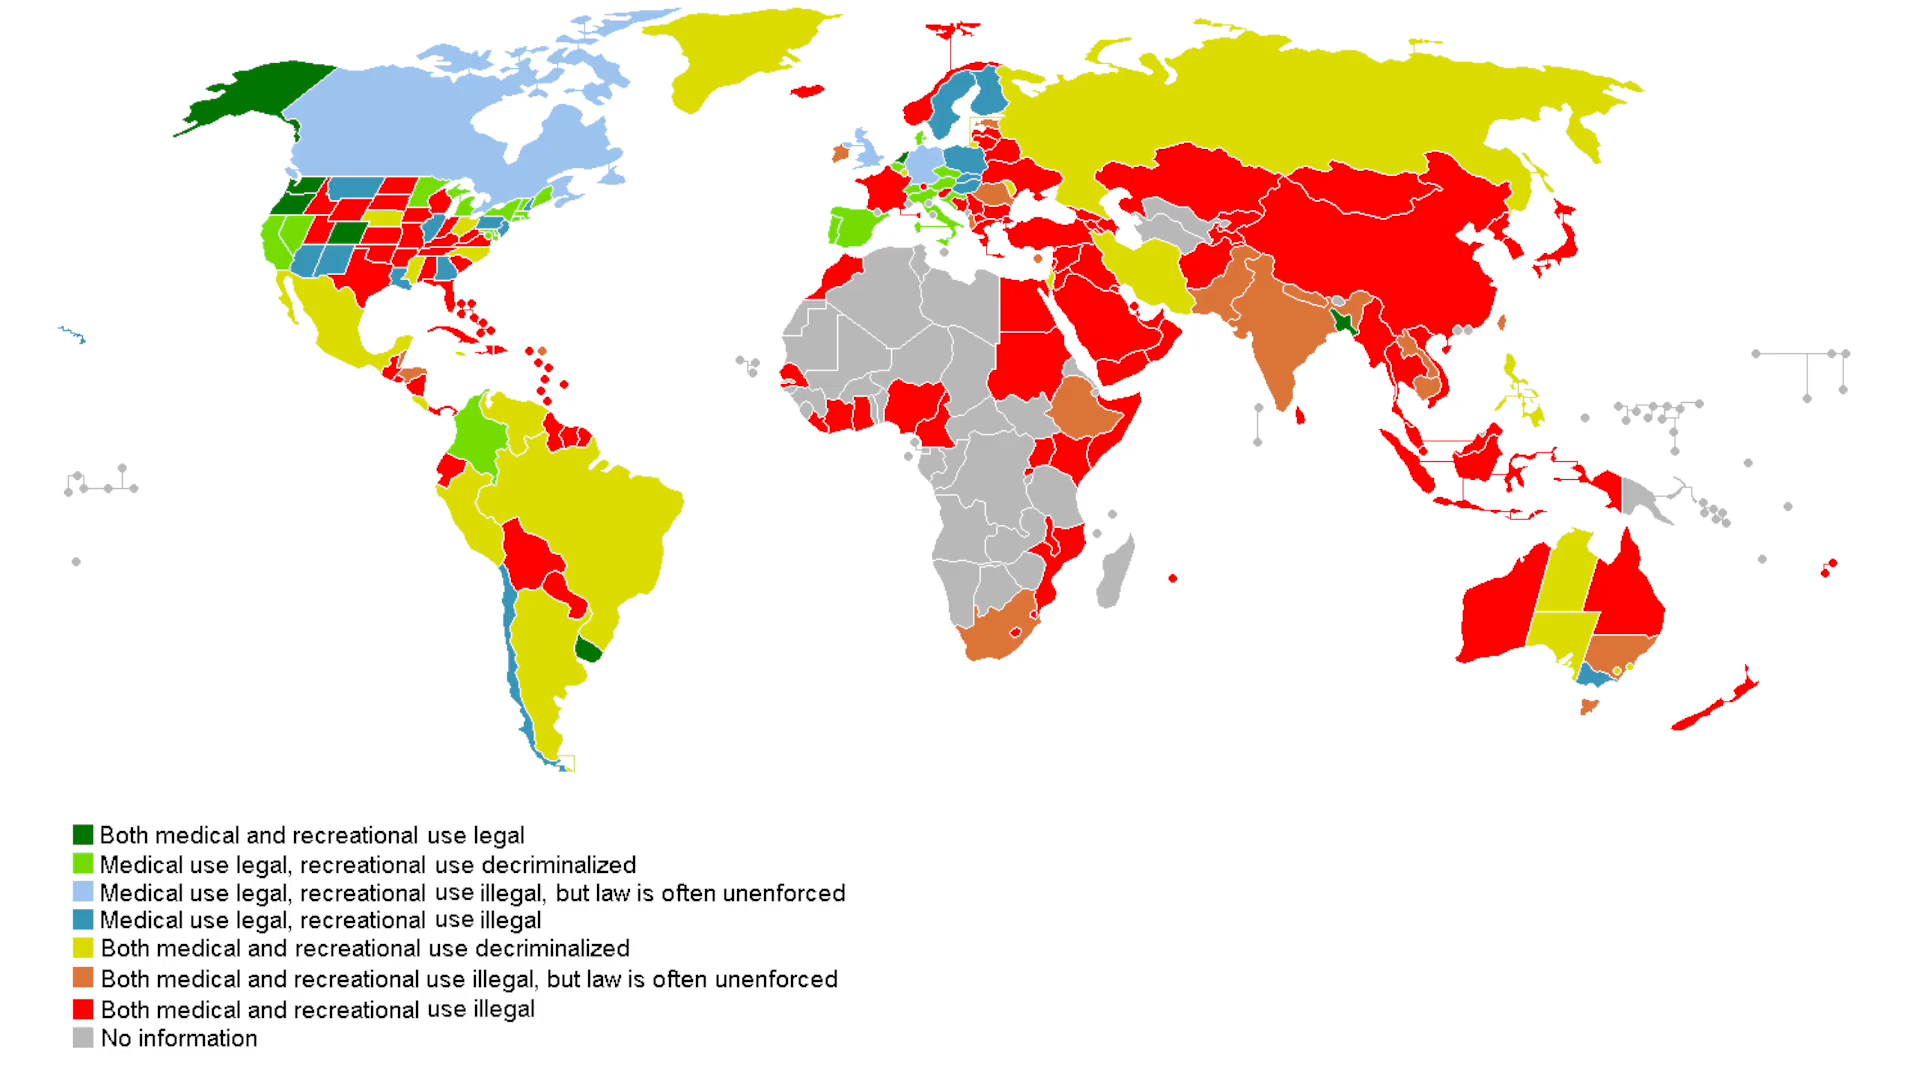 Both medical and recreational use legal
Medical use legal, recreational use decriminalized
Medical use legal, recreational use illegal, but law is often unenforced
Medical use legal, recreational use illegal
Both medical and recreational use decriminalized
Both medical and recreational use illegal, but law is often unenforced
Both medical and recreational use illegal
No information